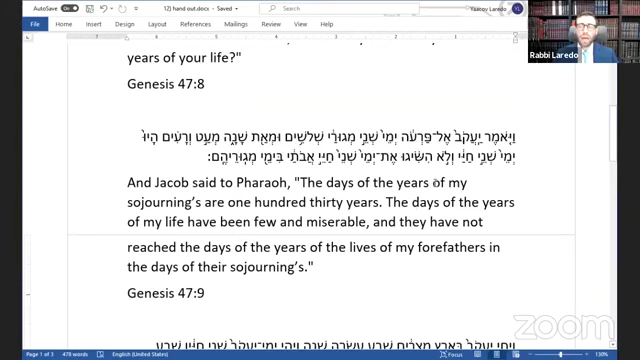 AutoSave
On
12) hand out.docx - Saved
Yaacov Laredo
YL
File Home Insert Draw Design Layout References Mailings Review View Help
years of your life?"
Genesis 47:8
וַיֹּ֤אמֶר יַֽעֲקֹב֙ אֶל־פַּרְעֹ֔ה יְמֵי֙ שְׁנֵ֣י מְגוּרַ֔י שְׁלֹשִׁ֥ים וּמְאַ֖ת שָׁנָ֑ה מְעַ֣ט וְרָעִ֗ים הָיוּ֙
יְמֵי֙ שְׁנֵ֣י חַיַּ֔י וְלֹ֣א הִשִּׂ֗יגוּ אֶת־יְמֵי֙ שְׁנֵי֙ חַיֵּ֣י אֲבֹתַ֔י בִּימֵ֖י מְגֽוּרֵיהֶֽם:
And Jacob said to Pharaoh, "The days of the years of my
sojourning's are one hundred thirty years. The days of the years
of my life have been few and miserable, and they have not
reached the days of the years of the lives of my forefathers in
the days of their sojourning's."
Genesis 47:9
Rabbi Laredo
zoom
Page 1 of 3 478 words English (United States)
Focus
130%